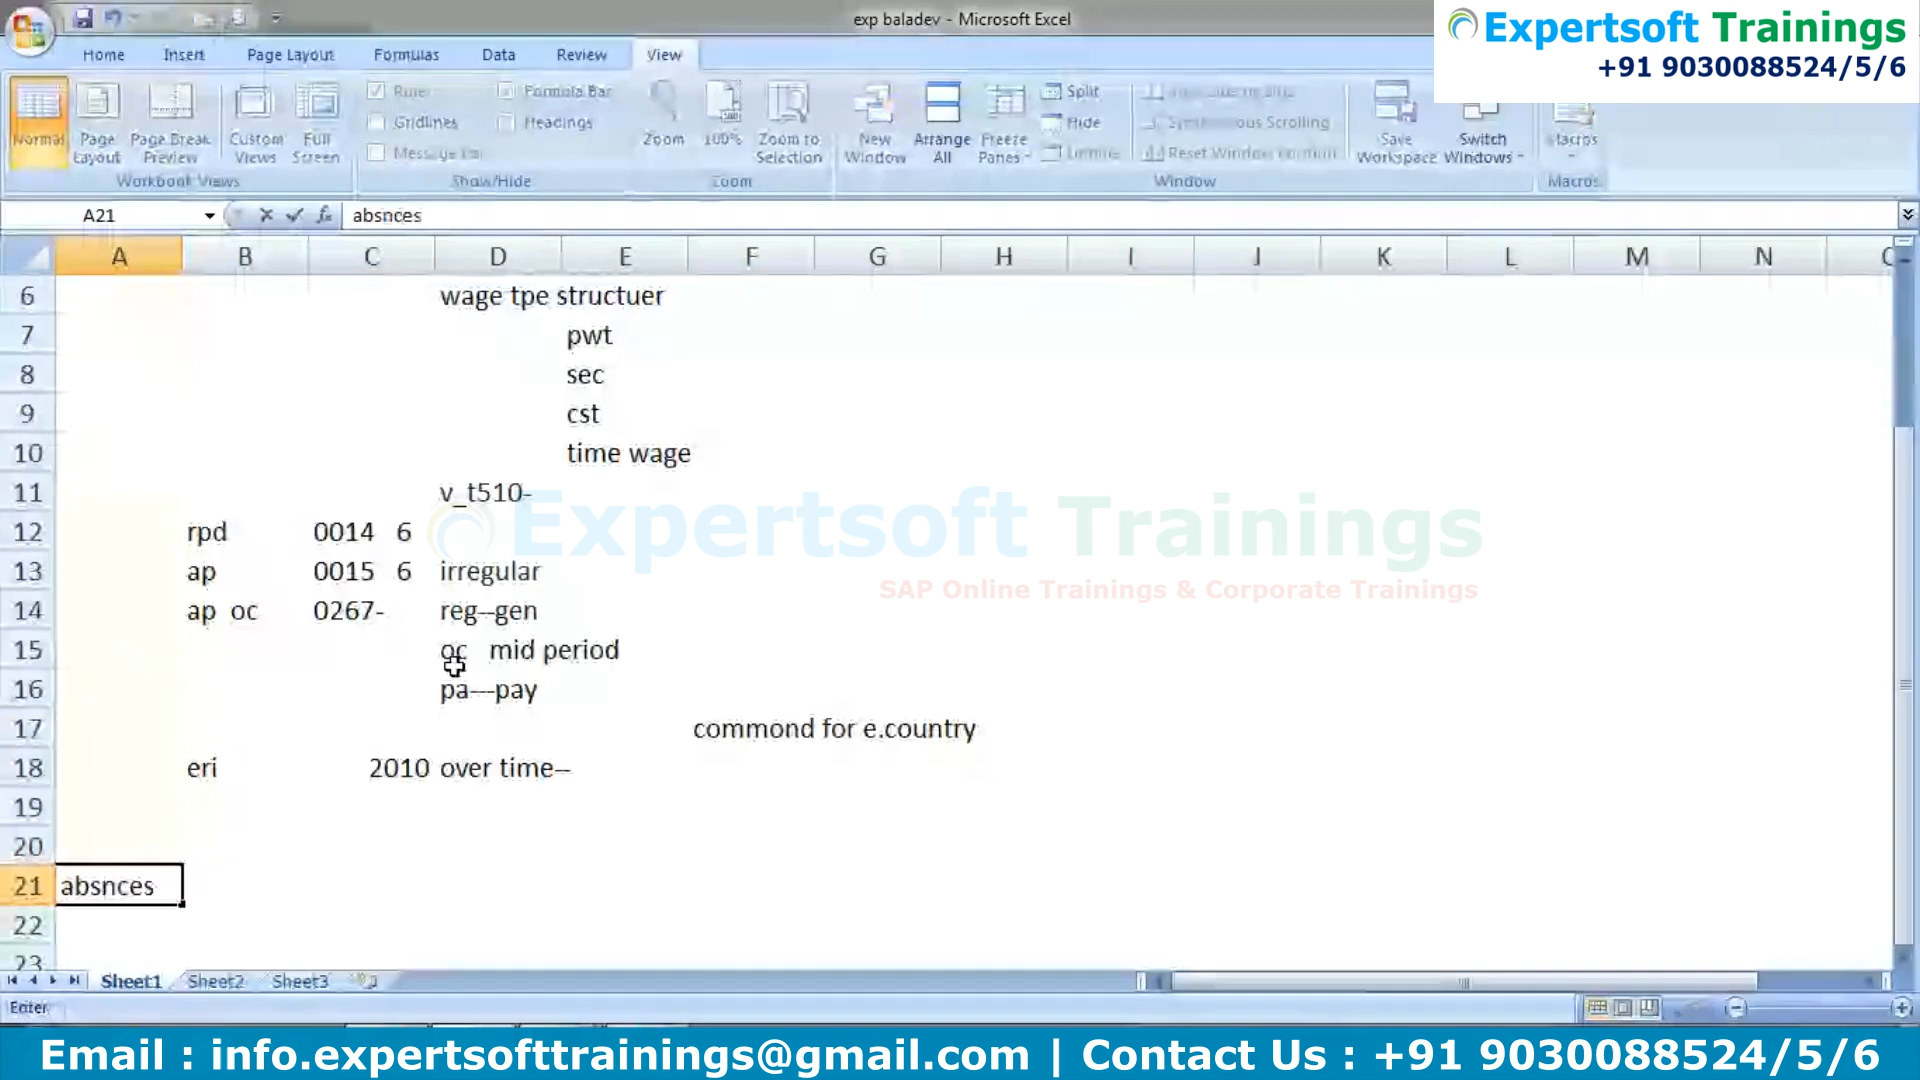 exp baladev - Microsoft Excel
Expertsoft Trainings
+91 9030088524/5/6
Home Insert Page Layout Formulas Data Review View
Normal
Page Layout
Page Break Preview
Custom Views
Full Screen
Workbook Views
Ruler
Gridlines
Formula Bar
Headings
Show/Hide
Zoom
100%
Zoom to Selection
Zoom
New Window
Arrange All
Freeze Panes
Split
Hide
Synchronous Scrolling
Reset Window Position
Window
Save Workspace
Switch Windows
Macros
Macros
A21 fx absnces
A B C D E F G H I J K L M N
6 wage tpe structuer
7 pwt
8 sec
9 cst
10 time wage
11 v_t510-
12 rpd 0014 6
13 ap 0015 6 irregular
14 ap oc 0267- reg--gen
15 oc mid period
16 pa---pay
17 commond for e.country
18 eri 2010 over time--
19
20
21 absnces
22
23
Expertsoft Trainings
SAP Online Trainings & Corporate Trainings
Sheet1 Sheet2 Sheet3
Enter
Email : info.expertsofttrainings@gmail.com | Contact Us : +91 9030088524/5/6